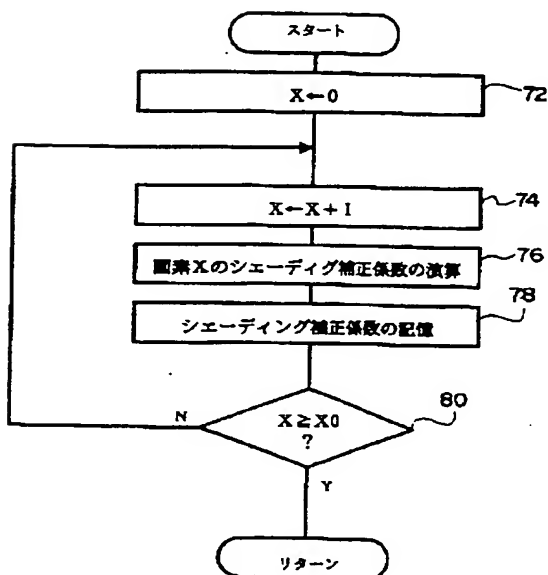 スタート
X←0
72
X←X+1
74
画素Xのシェーディグ補正係数の演算
76
シェーディング補正係数の記憶
78
X≧X0
?
80
N
Y
リターン